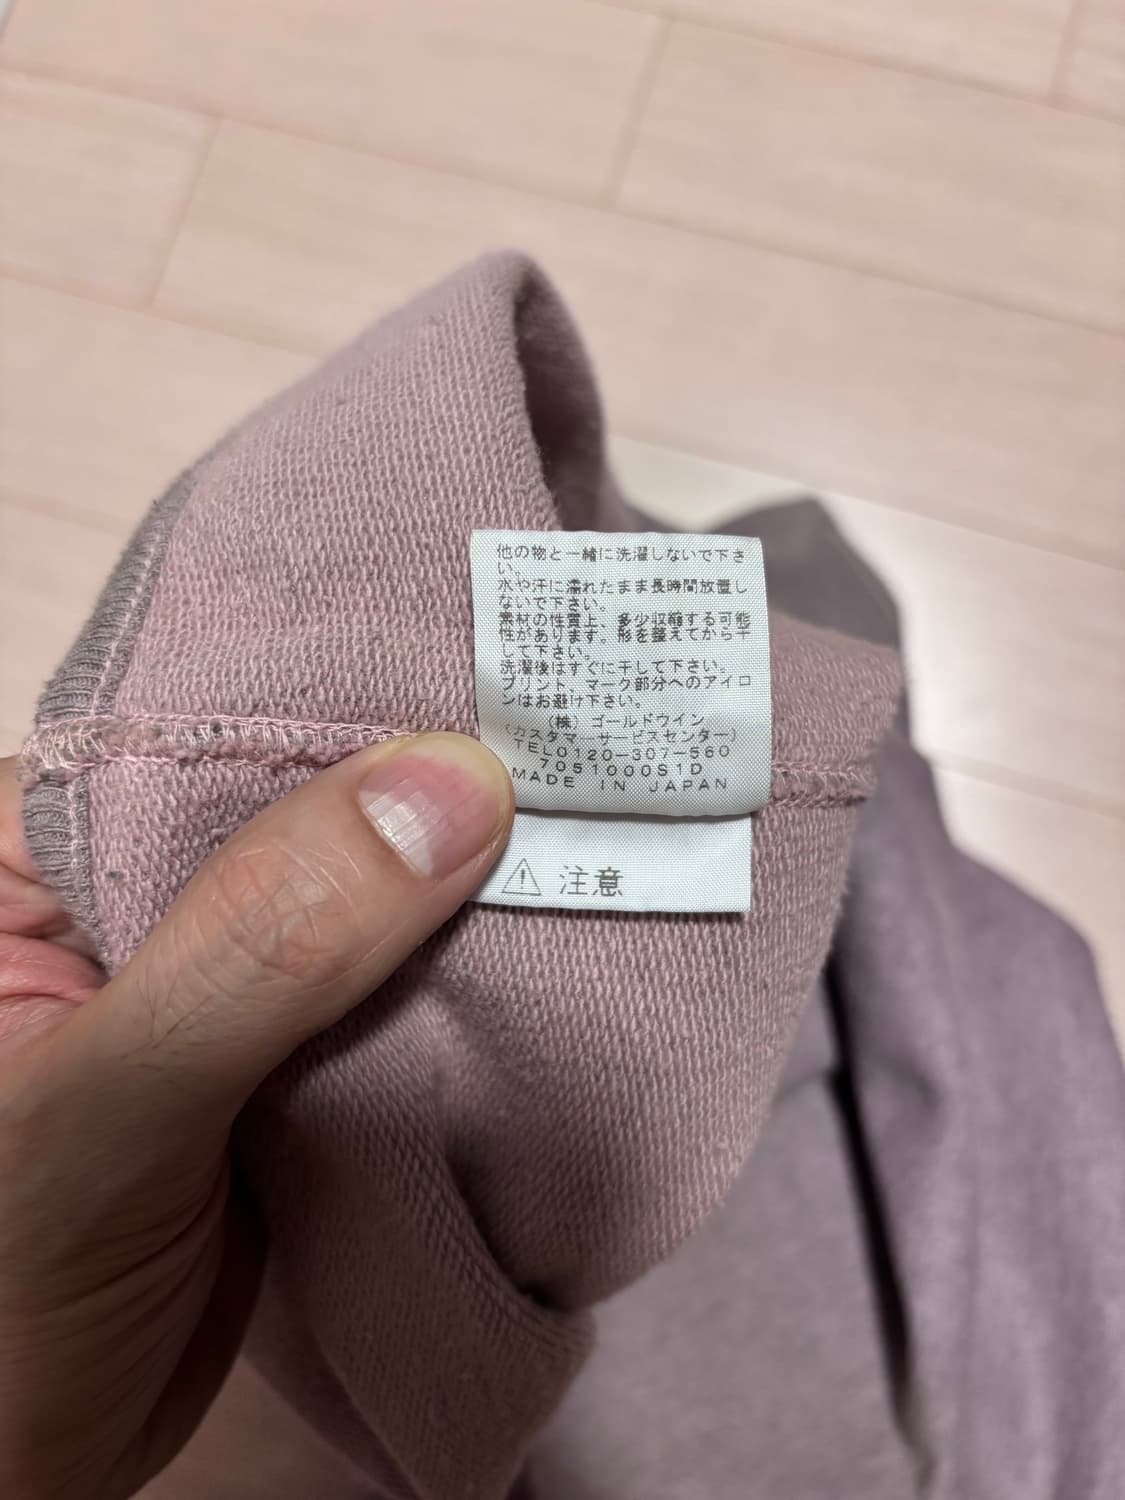 他の物と一緒に洗濯しないで下さ
い。
水や汗に濡れたまま長時間放置し
ないで下さい。
素材の性質上、多少収縮する可能
性があります。形を整えてから干
して下さい。
洗濯後はすぐに干して下さい。
プリント、マーク部分へのアイロ
ンはお避け下さい。
(株)ゴールドウイン
(カスタマーサービスセンター)
TEL0120-307-560
7051000S1D
MADE IN JAPAN
⚠ 注意